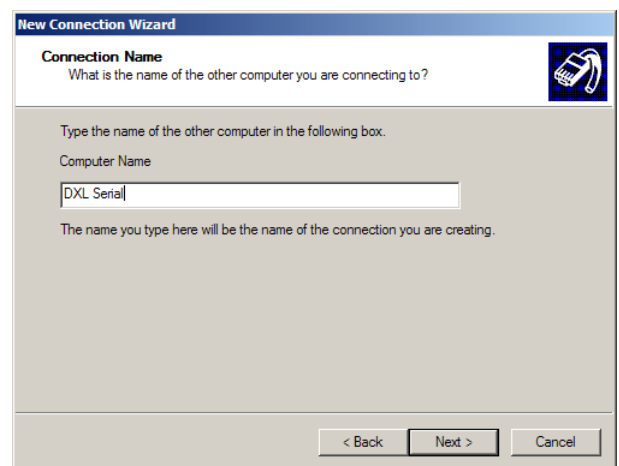 New Connection Wizard
Connection Name
What is the name of the other computer you are connecting to?
Type the name of the other computer in the following box.
Computer Name
DXL Serial
The name you type here will be the name of the connection you are creating.
< Back
Next >
Cancel